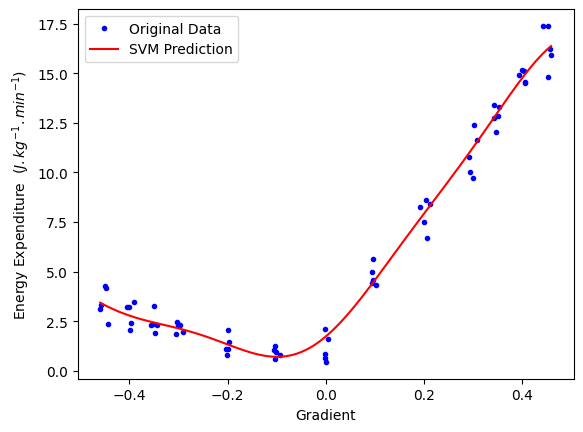 Original Data
SVM Prediction
17.5
15.0
12.5
10.0
7.5
5.0
2.5
0.0
Energy Expenditure (J.kg⁻¹.min⁻¹)
−0.4 −0.2 0.0 0.2 0.4
Gradient